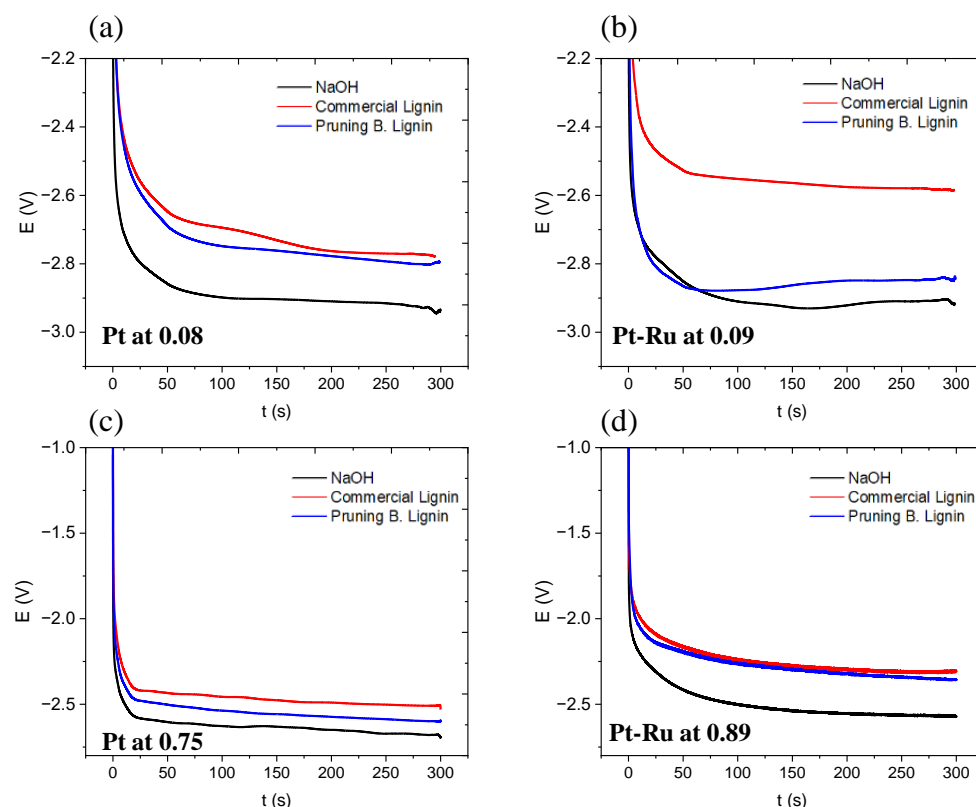 (a)
−2.2
−2.4
−2.6
−2.8
−3.0
E (V)
NaOH
Commercial Lignin
Pruning B. Lignin
Pt at 0.08
0 50 100 150 200 250 300
t (s)
(b)
−2.2
−2.4
−2.6
−2.8
−3.0
E (V)
NaOH
Commercial Lignin
Pruning B. Lignin
Pt-Ru at 0.09
0 50 100 150 200 250 300
t (s)
(c)
−1.0
−1.5
−2.0
−2.5
E (V)
NaOH
Commercial Lignin
Pruning B. Lignin
Pt at 0.75
0 50 100 150 200 250 300
t (s)
(d)
−1.0
−1.5
−2.0
−2.5
E (V)
NaOH
Commercial Lignin
Pruning B. Lignin
Pt-Ru at 0.89
0 50 100 150 200 250 300
t (s)